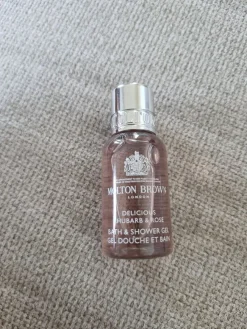 MOLTON BROWN
LONDON
DELICIOUS
RHUBARB & ROSE
BATH & SHOWER GEL
GEL DOUCHE ET BAIN